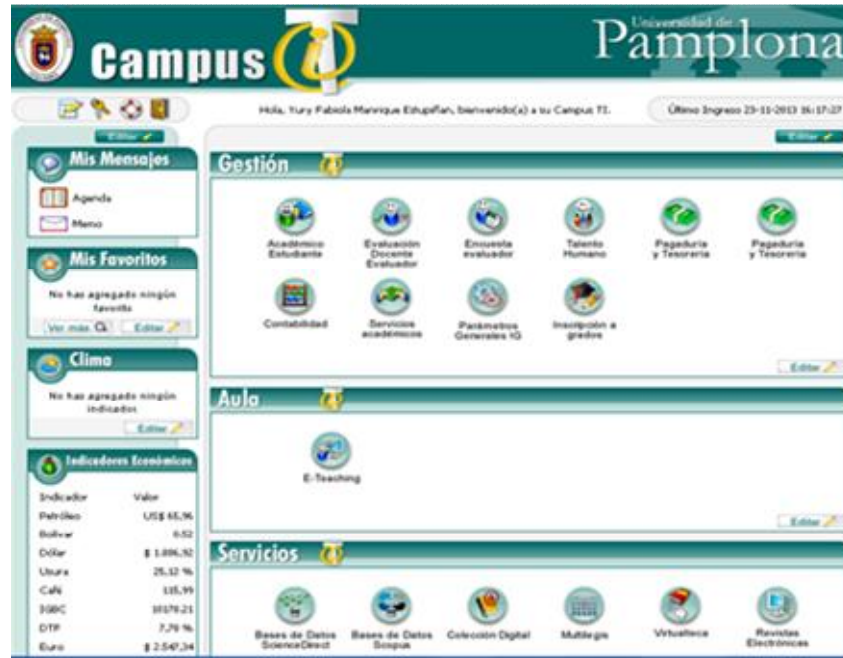 Campus TI
Universidad de
Pamplona
Hola, Yury Fabiola Manrique Estupiñan, bienvenido(a) a su Campus TI.
Último Ingreso 23-11-2013 16:17:27
Editar
Editar
Mis Mensajes
Agenda
Memo
Mis Favoritos
No has agregado ningún
favorito
Ver más
Editar
Clima
No has agregado ningún
indicador
Editar
Indicadores Económicos
Indicador Valor
Petróleo US$ 65,96
Bolivar 0.52
Dólar $ 1.886,92
Usura 25,12 %
Café 115,99
IGBC 10178.21
DTF 7,70 %
Euro $ 2.547,34
Gestión
Académico
Estudiante
Evaluación
Docente
Evaluador
Encuesta
evaluador
Talento
Humano
Pagaduría
y Tesorería
Pagaduría
y Tesorería
Contabilidad
Servicios
académicos
Parámetros
Generales IG
Inscripción a
grados
Editar
Aula
E-Teaching
Editar
Servicios
Bases de Datos
ScienceDirect
Bases de Datos
Scopus
Colección Digital
Multilegis
Virtualteca
Revistas
Electrónicas